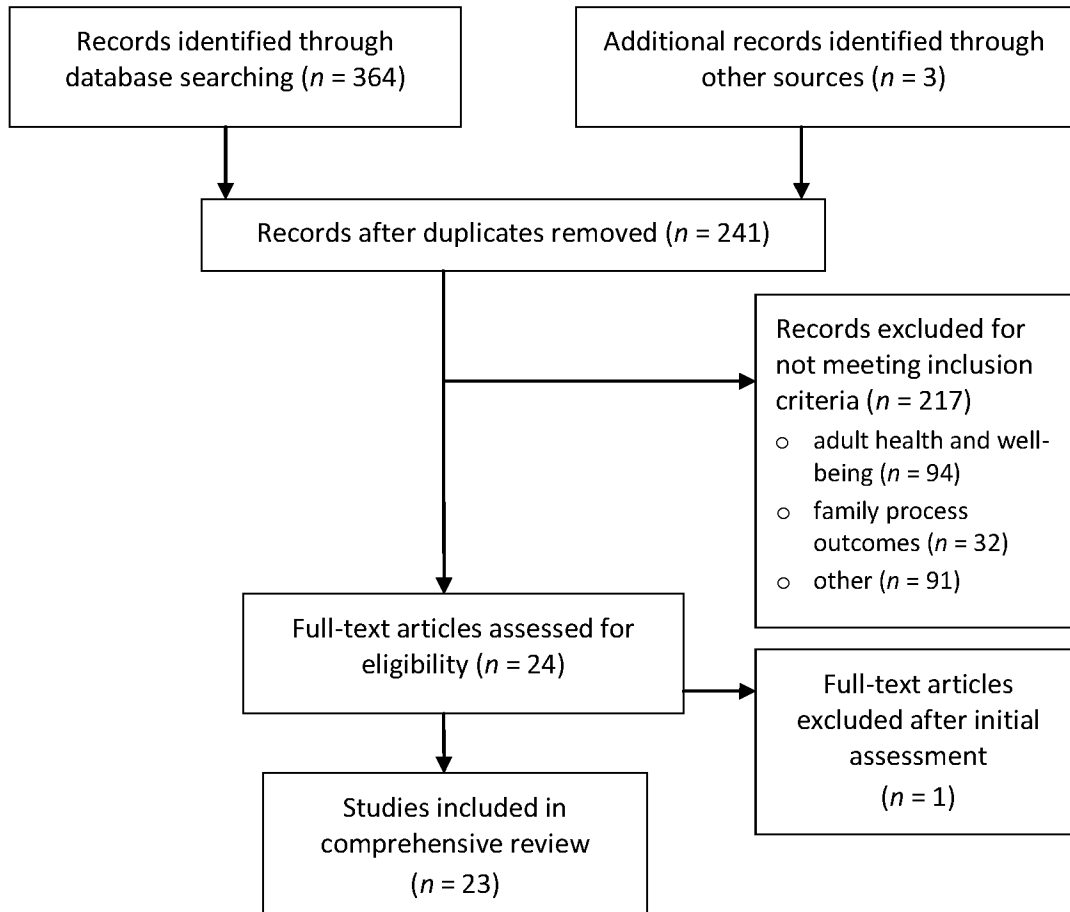 Records identified through
database searching (n = 364)
Additional records identified through
other sources (n = 3)
Records after duplicates removed (n = 241)
Records excluded for
not meeting inclusion
criteria (n = 217)
o adult health and well-
being (n = 94)
o family process
outcomes (n = 32)
o other (n = 91)
Full-text articles assessed for
eligibility (n = 24)
Full-text articles
excluded after initial
assessment
(n = 1)
Studies included in
comprehensive review
(n = 23)